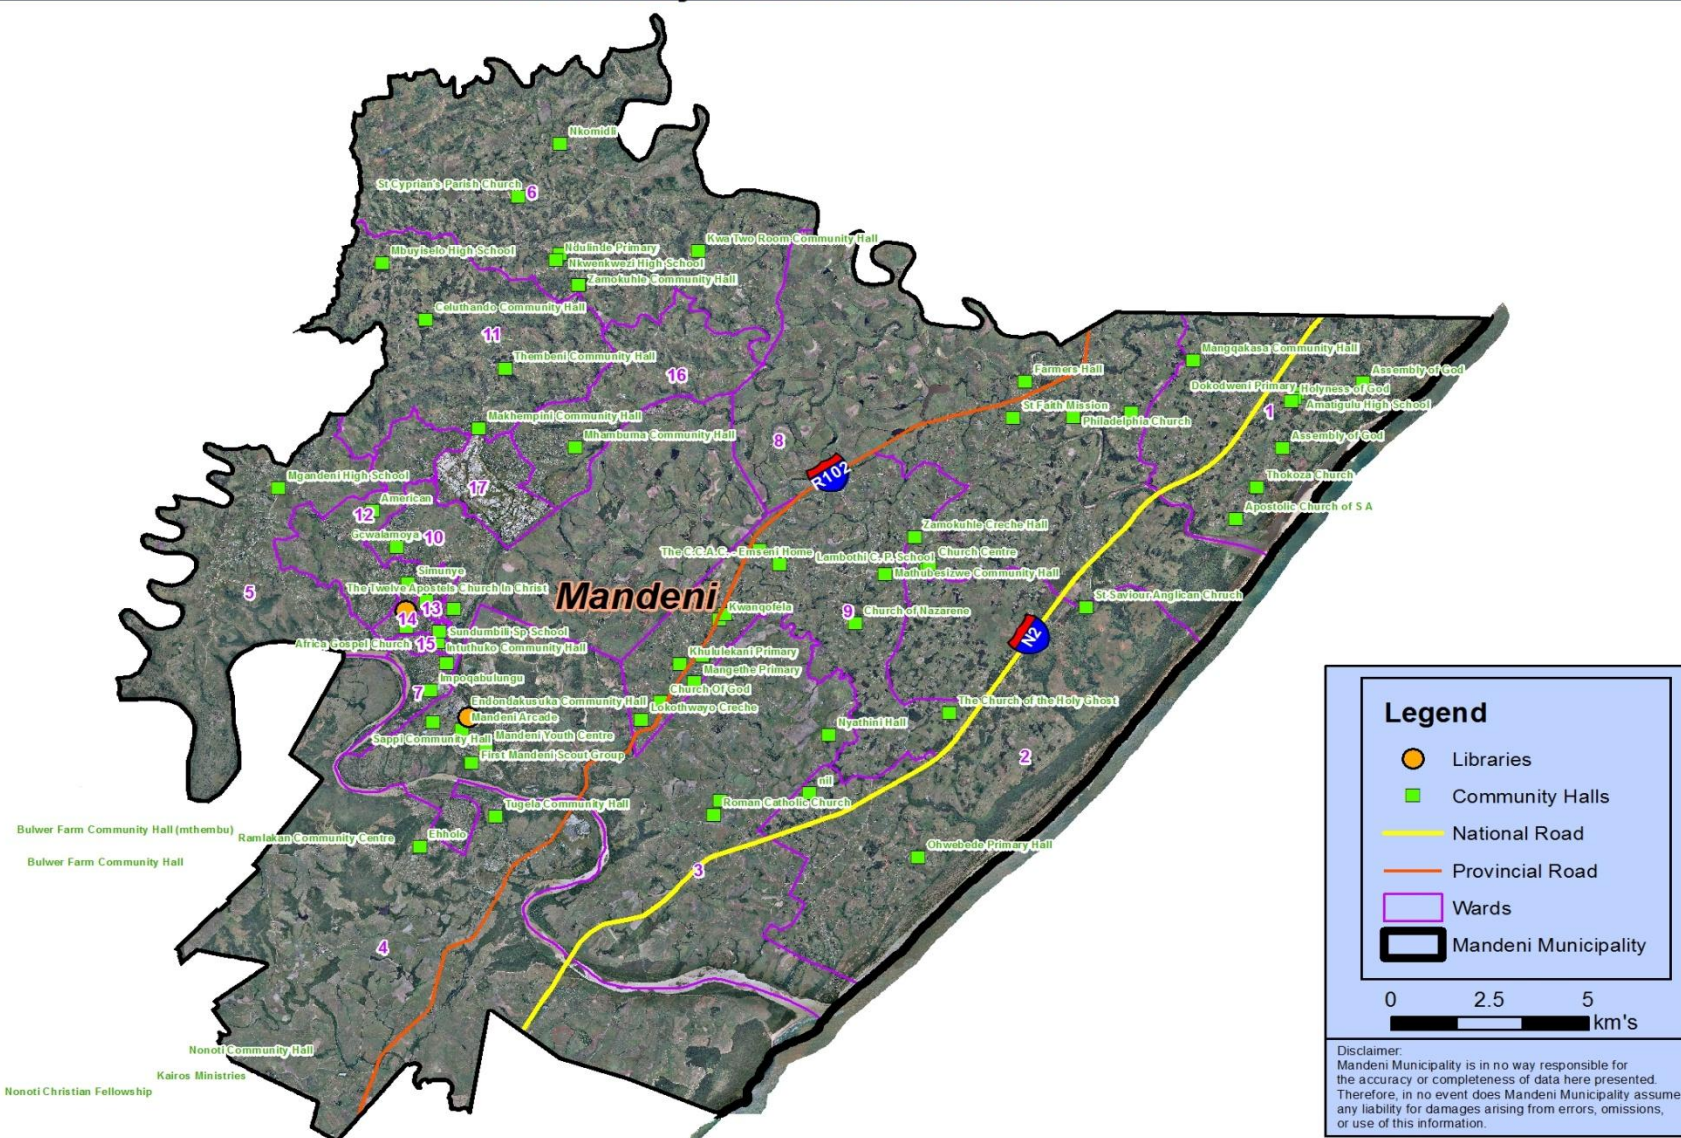 Nkomidli
St Cyprian's Parish Church
6
Mbuyiselo High School
Ndulinde Primary
Kwa Two Room Community Hall
Nkwenkwezi High School
Zamokuhle Community Hall
Celuthando Community Hall
11
Thembeni Community Hall
16
Makhempini Community Hall
Mhambuma Community Hall
8
Farmers Hall
St Faith Mission
Philadelphia Church
Mangqakasa Community Hall
Assembly of God
Dokodweni Primary
Holyness of God
1
Amatigulu High School
Assembly of God
Thokoza Church
Apostolic Church of S A
R102
Mgandeni High School
17
American
12
Gcwalamoya
10
Simunye
The Twelve Apostels Church In Christ
5
13
14
Africa Gospel Church
15
Sundumbili Sp School
Intuthuko Community Hall
Impoqabulungu
7
Mandeni
The C.C.A.C. - Emseni Home
Lambothi C. P. School
Zamokuhle Creche Hall
Church Centre
Mathubesizwe Community Hall
Kwanqofela
9
Church of Nazarene
St Saviour Anglican Chruch
N2
Khululekani Primary
Mangethe Primary
Church Of God
Endondakusuka Community Hall
Lokothwayo Creche
Mandeni Arcade
Sappi Community Hall
Mandeni Youth Centre
First Mandeni Scout Group
Nyathini Hall
The Church of the Holy Ghost
2
nil
Roman Catholic Church
Tugela Community Hall
Ehholo
Ramlakan Community Centre
Bulwer Farm Community Hall (mthembu)
Bulwer Farm Community Hall
Ohwebede Primary Hall
3
4
Nonoti Community Hall
Kairos Ministries
Nonoti Christian Fellowship
Legend
Libraries
Community Halls
National Road
Provincial Road
Wards
Mandeni Municipality
0 2.5 5
km's
Disclaimer:
Mandeni Municipality is in no way responsible for
the accuracy or completeness of data here presented.
Therefore, in no event does Mandeni Municipality assume
any liability for damages arising from errors, omissions,
or use of this information.